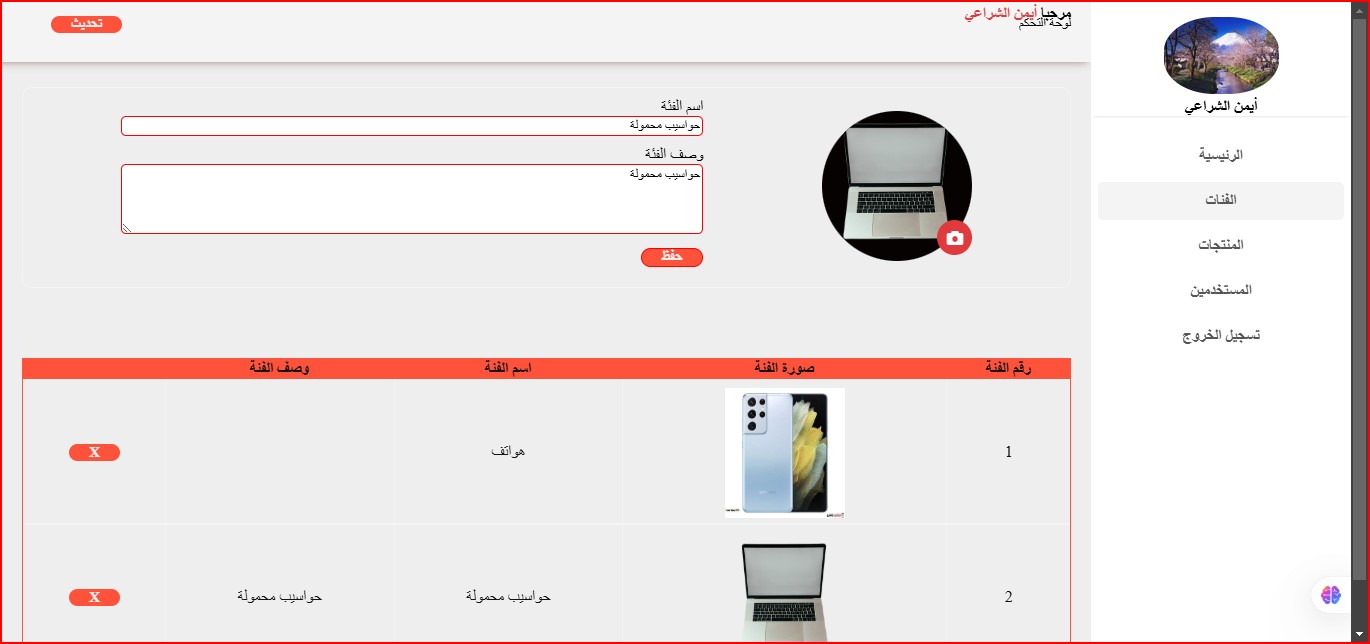 مرحبا أيمن الشراعي
لوحة التحكم
تحديث
أيمن الشراعي
الرئيسية
الفئات
المنتجات
المستخدمين
تسجيل الخروج
اسم الفئة
حواسيب محمولة
وصف الفئة
حواسيب محمولة
حفظ
رقم الفئة صورة الفئة اسم الفئة وصف الفئة
1 هواتف X
2 حواسيب محمولة حواسيب محمولة X